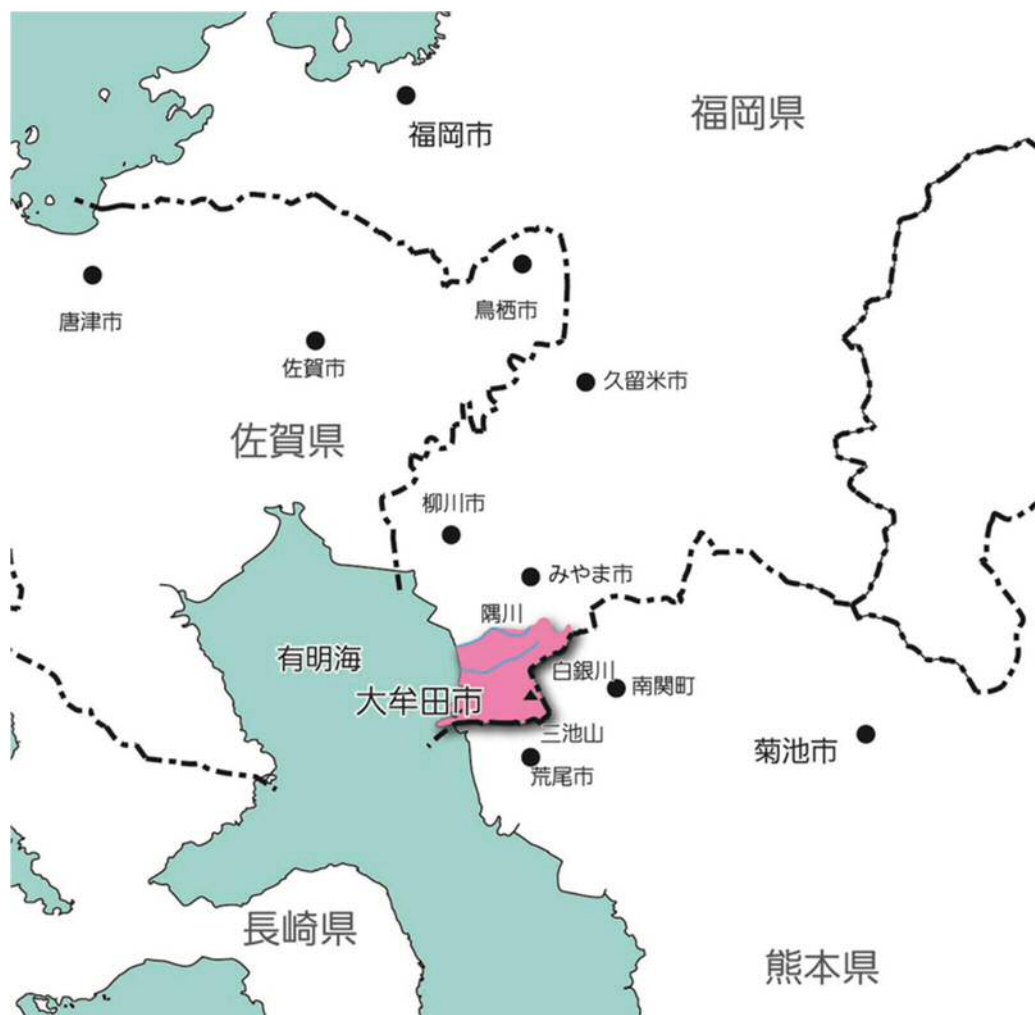 福岡県
福岡市
鳥栖市
唐津市
佐賀市
久留米市
佐賀県
柳川市
みやま市
隈川
有明海
白銀川
南関町
大牟田市
三池山
菊池市
荒尾市
長崎県
熊本県